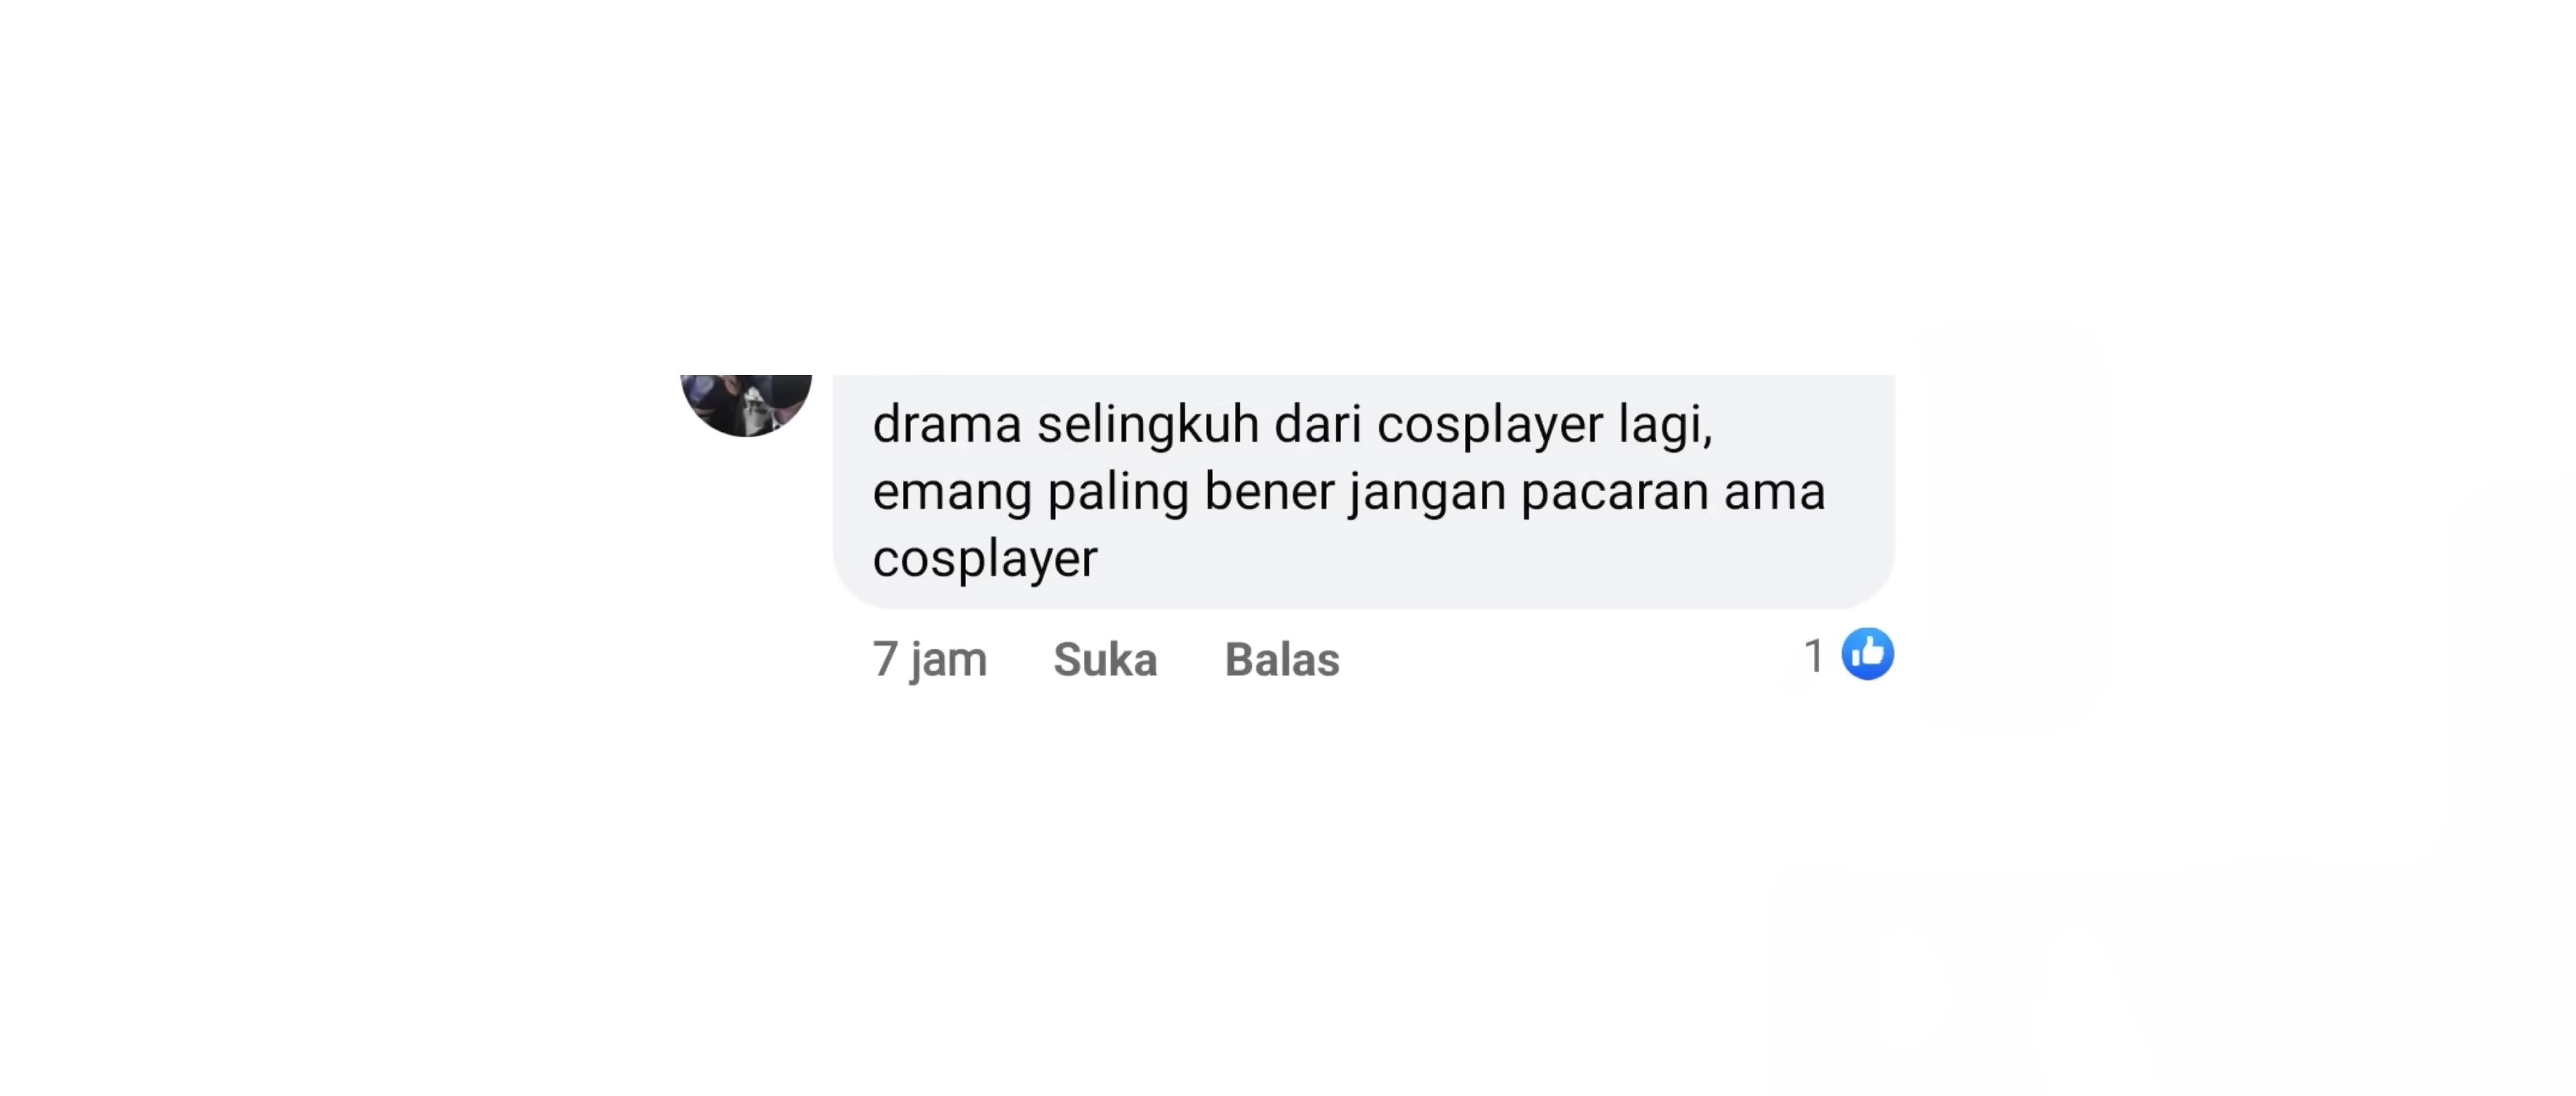 drama selingkuh dari cosplayer lagi,
emang paling bener jangan pacaran ama
cosplayer
7 jam Suka Balas 1